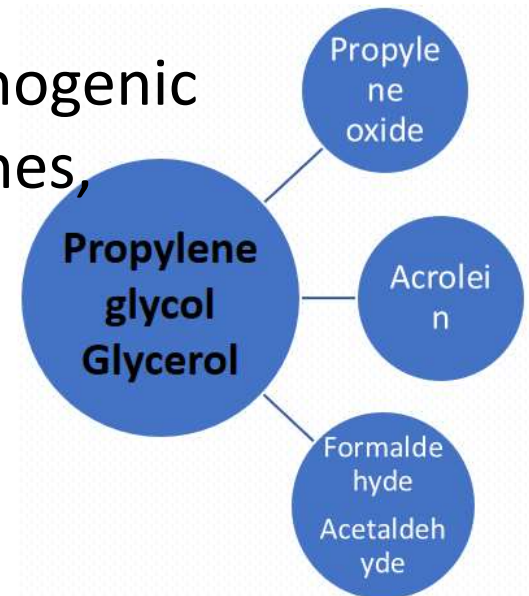 nogenic
nes,
Propylene
glycol
Glycerol
Propyle
ne
oxide
Acrolei
n
Formalde
hyde
Acetaldeh
yde